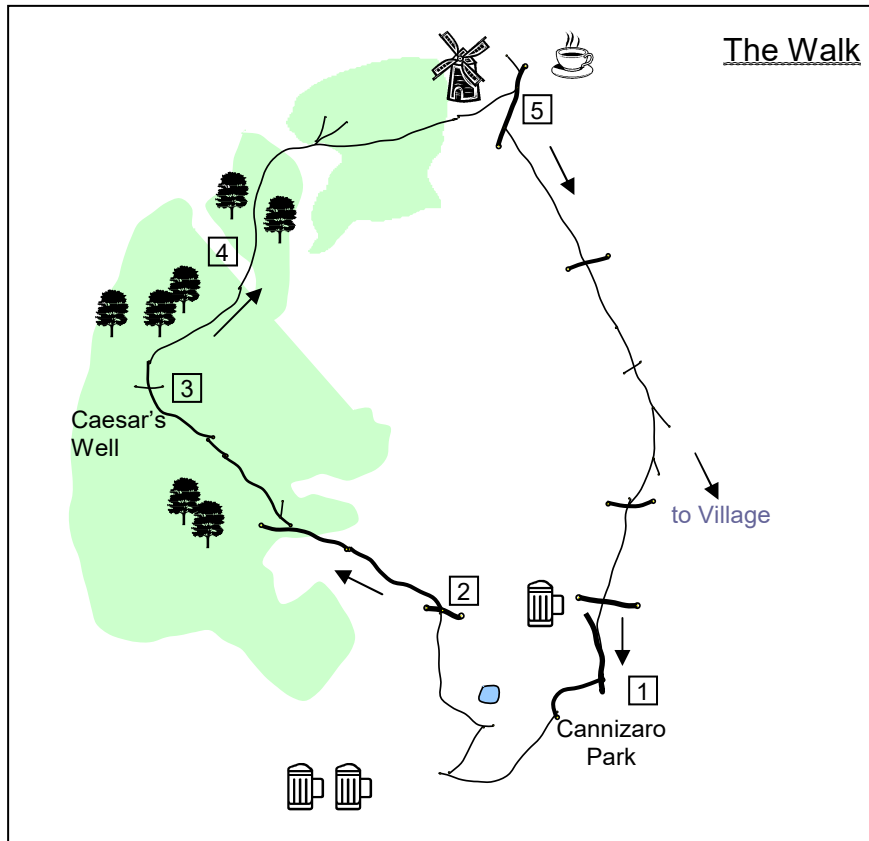 The Walk
5
4
3
Caesar's
Well
to Village
2
1
Cannizaro
Park